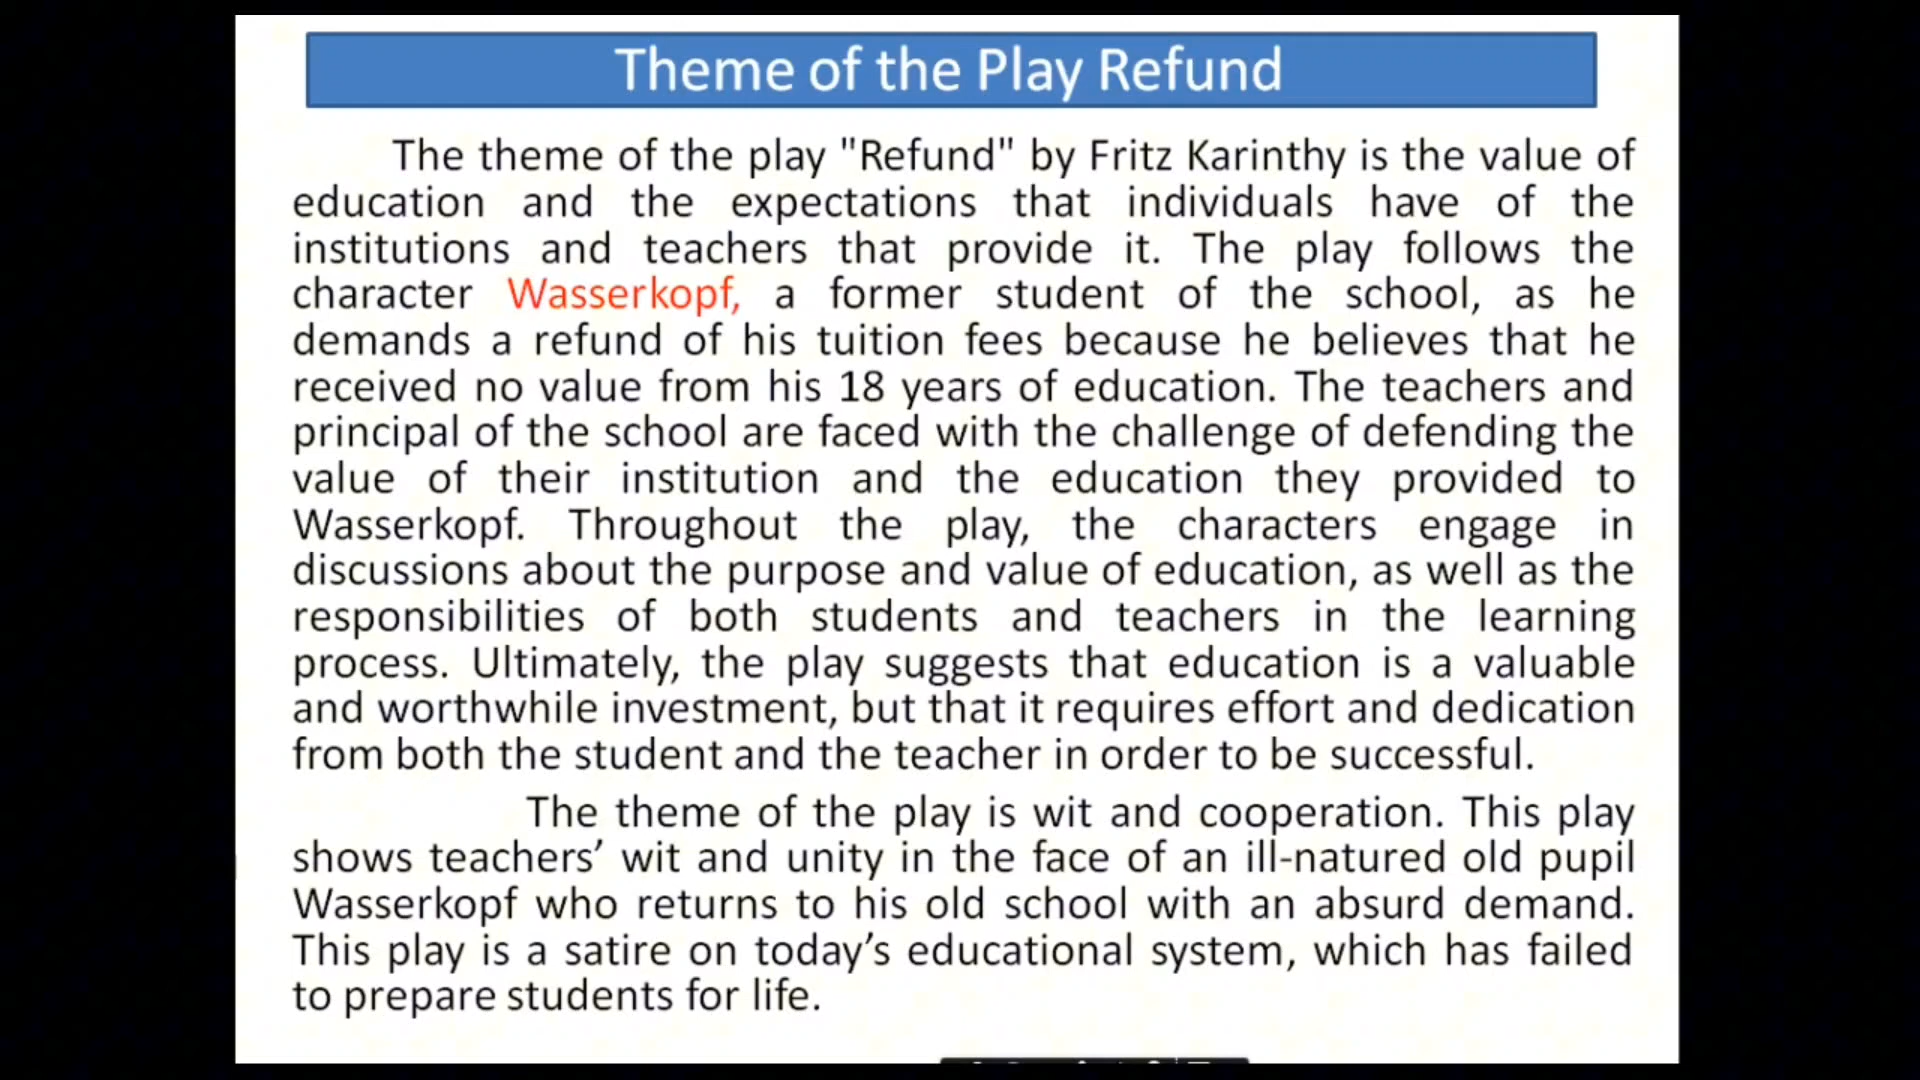 Theme of the Play Refund
The theme of the play "Refund" by Fritz Karinthy is the value of
education and the expectations that individuals have of the
institutions and teachers that provide it. The play follows the
character Wasserkopf, a former student of the school, as he
demands a refund of his tuition fees because he believes that he
received no value from his 18 years of education. The teachers and
principal of the school are faced with the challenge of defending the
value of their institution and the education they provided to
Wasserkopf. Throughout the play, the characters engage in
discussions about the purpose and value of education, as well as the
responsibilities of both students and teachers in the learning
process. Ultimately, the play suggests that education is a valuable
and worthwhile investment, but that it requires effort and dedication
from both the student and the teacher in order to be successful.
The theme of the play is wit and cooperation. This play
shows teachers’ wit and unity in the face of an ill-natured old pupil
Wasserkopf who returns to his old school with an absurd demand.
This play is a satire on today’s educational system, which has failed
to prepare students for life.